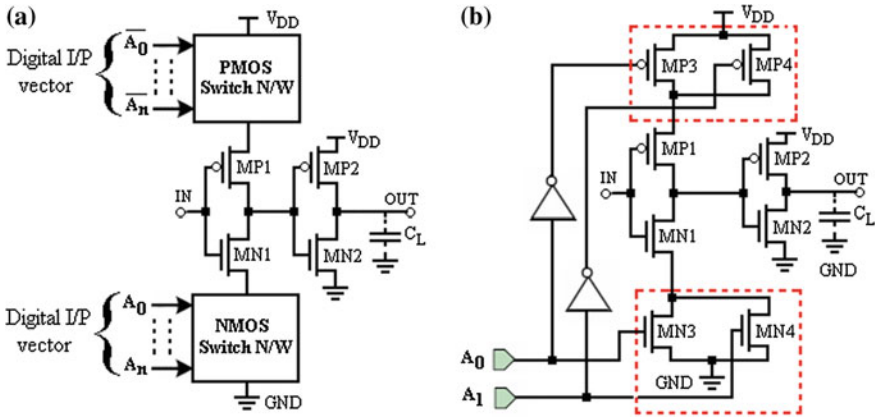 (a)
V_DD
Digital I/P
vector
A̅₀
A̅ₙ
PMOS
Switch N/W
MP1
MP2
V_DD
IN
OUT
C_L
MN1
MN2
Digital I/P
vector
A₀
Aₙ
NMOS
Switch N/W
GND
(b)
V_DD
MP3
MP4
MP1
V_DD
MP2
IN
OUT
C_L
MN1
MN2
GND
MN3
MN4
A₀
GND
A₁